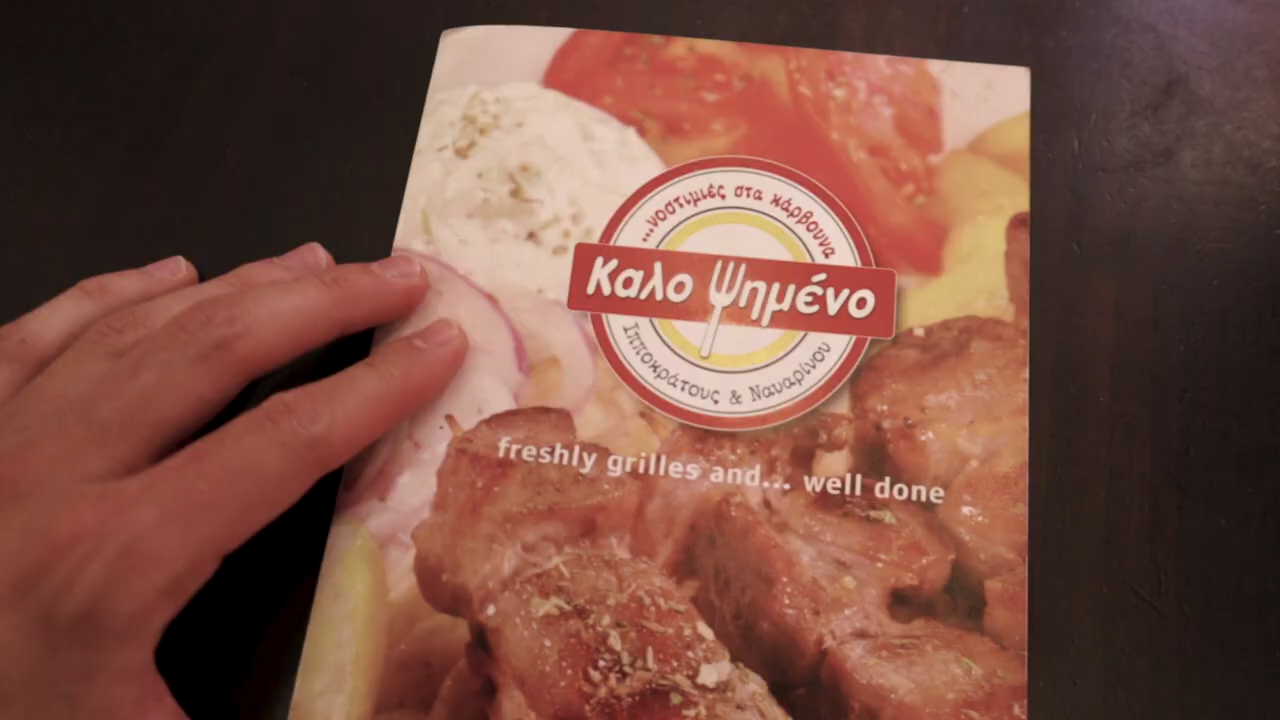 ...νοστιμιές στα κάρβουνα
Καλο Ψημένο
Ιπποκράτους & Ναυαρίνου
freshly grilles and... well done